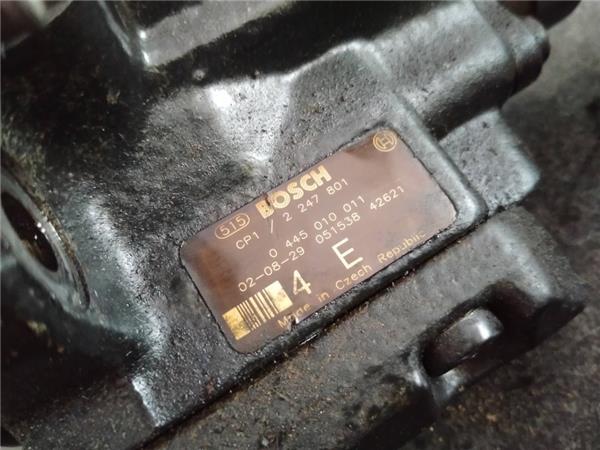 515 BOSCH
CP1 / 2 247 801
0 445 010 011
02-08-29 051538 42621
4 E
Made in Czech Republic